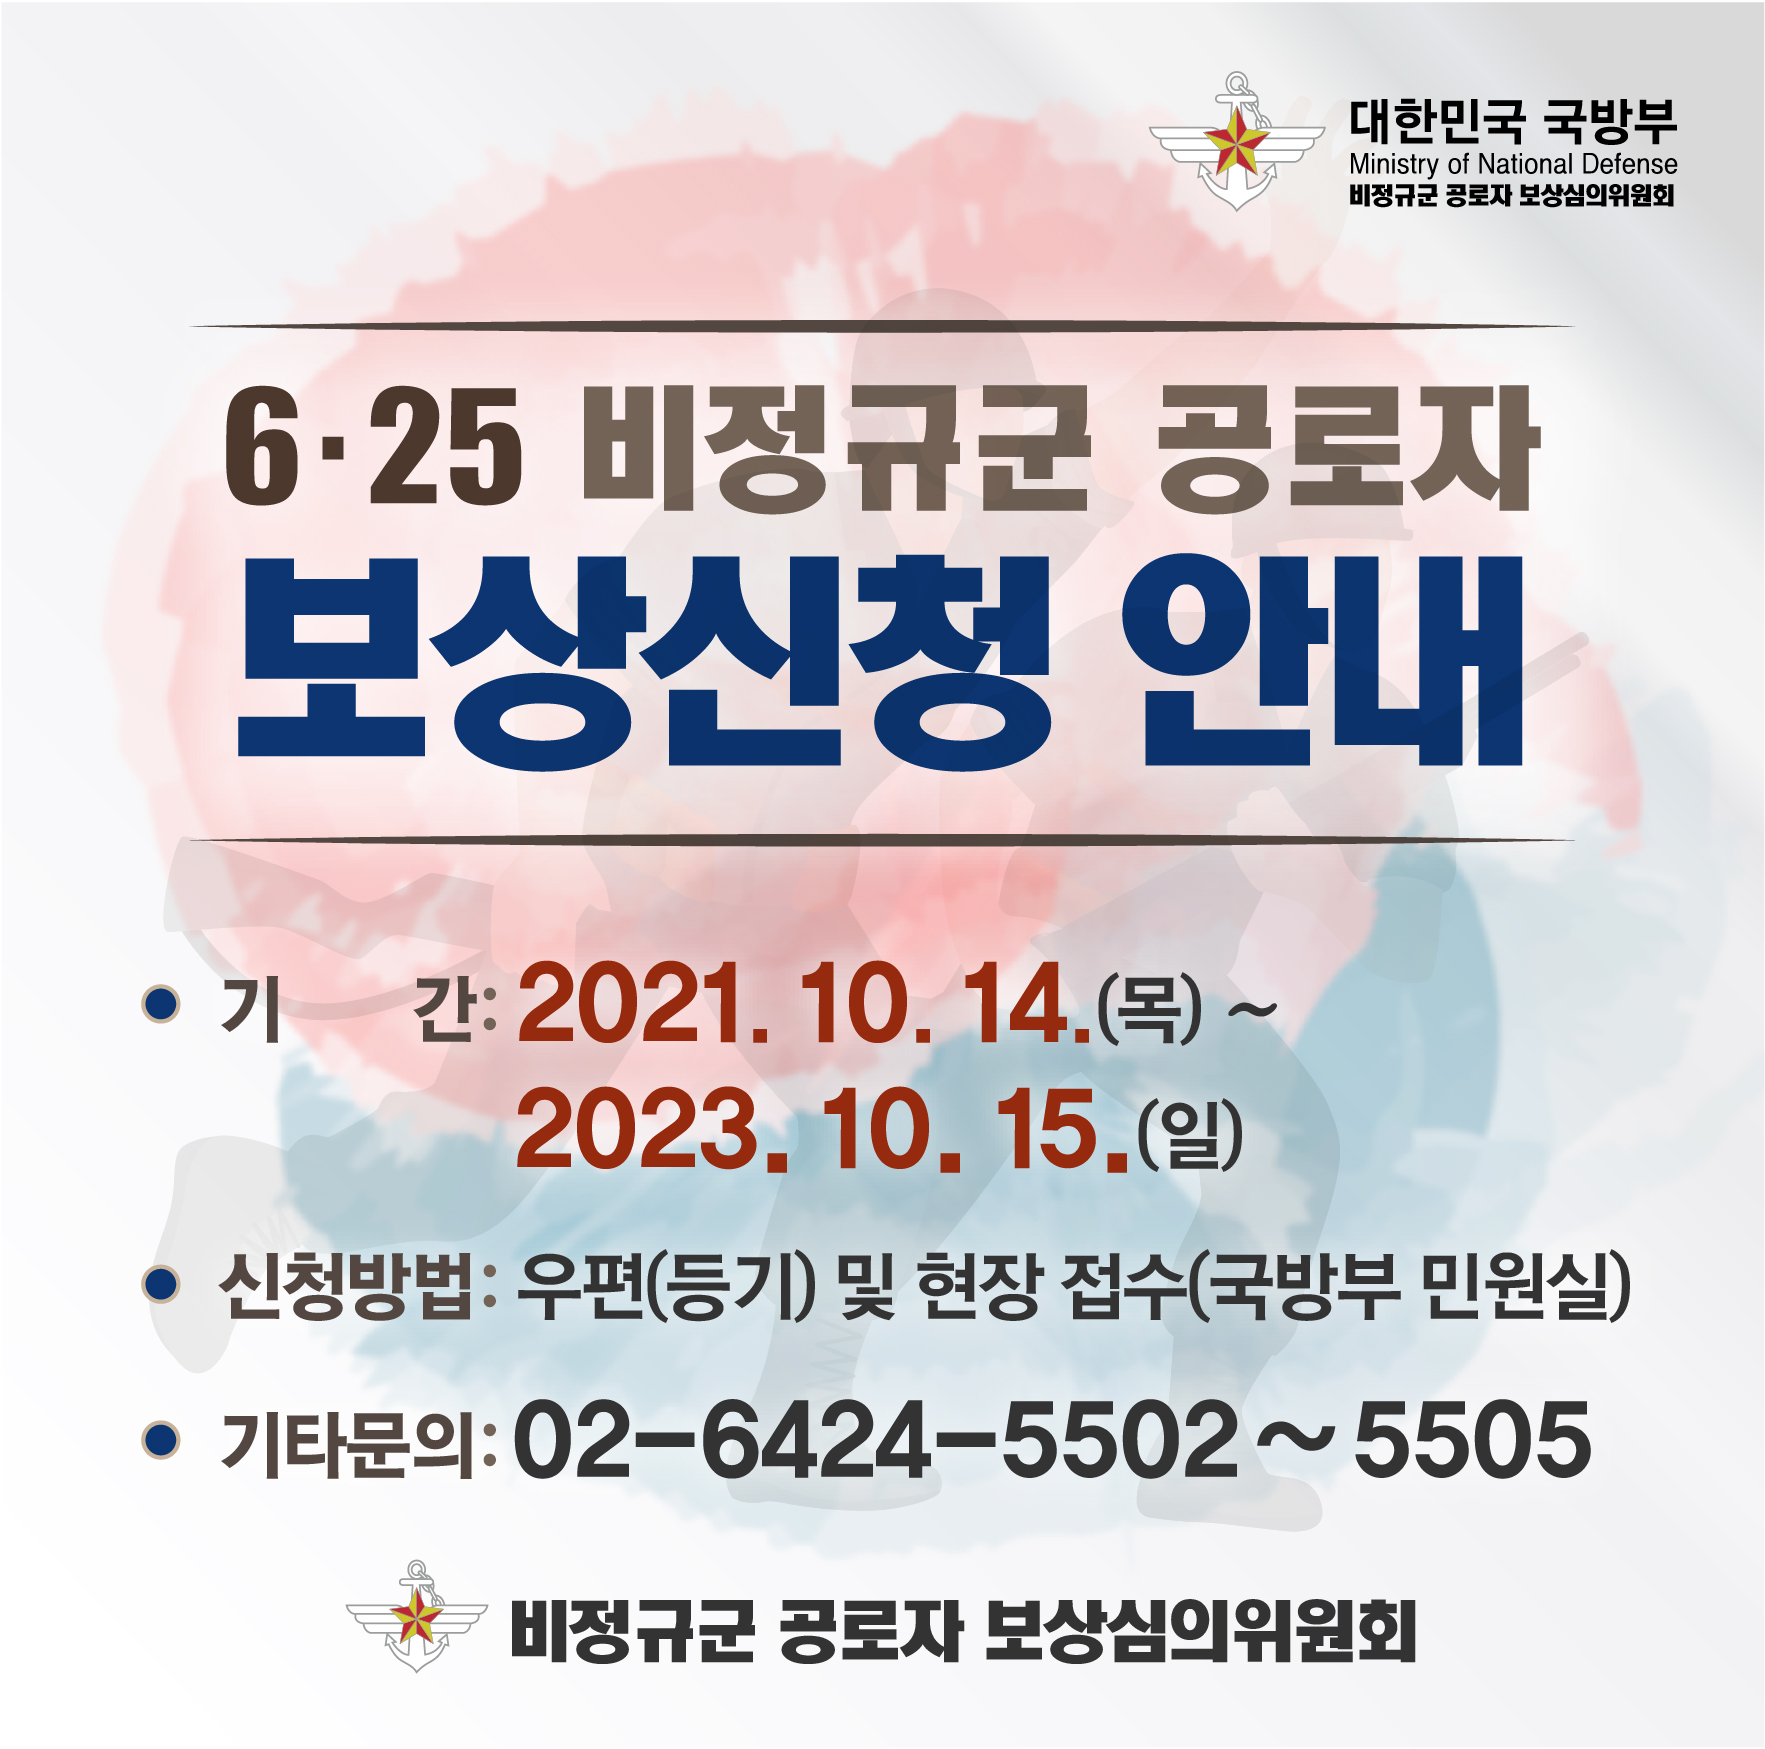 대한민국 국방부
Ministry of National Defense
비정규군 공로자 보상심의위원회
6·25 비정규군 공로자
보상신청 안내
기 간: 2021. 10. 14.(목) ~
2023. 10. 15.(일)
신청방법: 우편(등기) 및 현장 접수(국방부 민원실)
기타문의: 02-6424-5502~5505
비정규군 공로자 보상심의위원회